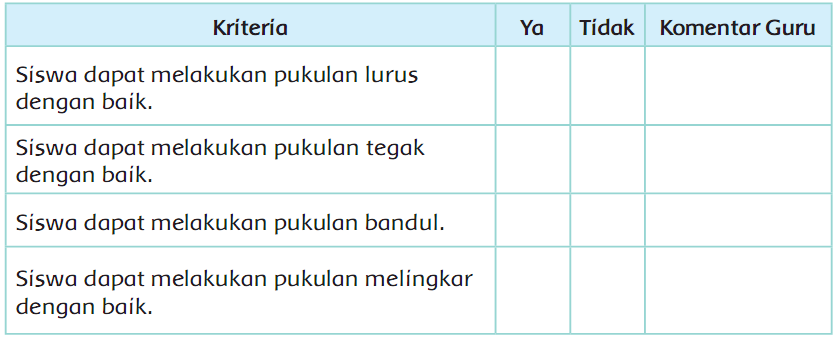 Kriteria Ya Tidak Komentar Guru
Siswa dapat melakukan pukulan lurus
dengan baik.
Siswa dapat melakukan pukulan tegak
dengan baik.
Siswa dapat melakukan pukulan bandul.
Siswa dapat melakukan pukulan melingkar
dengan baik.